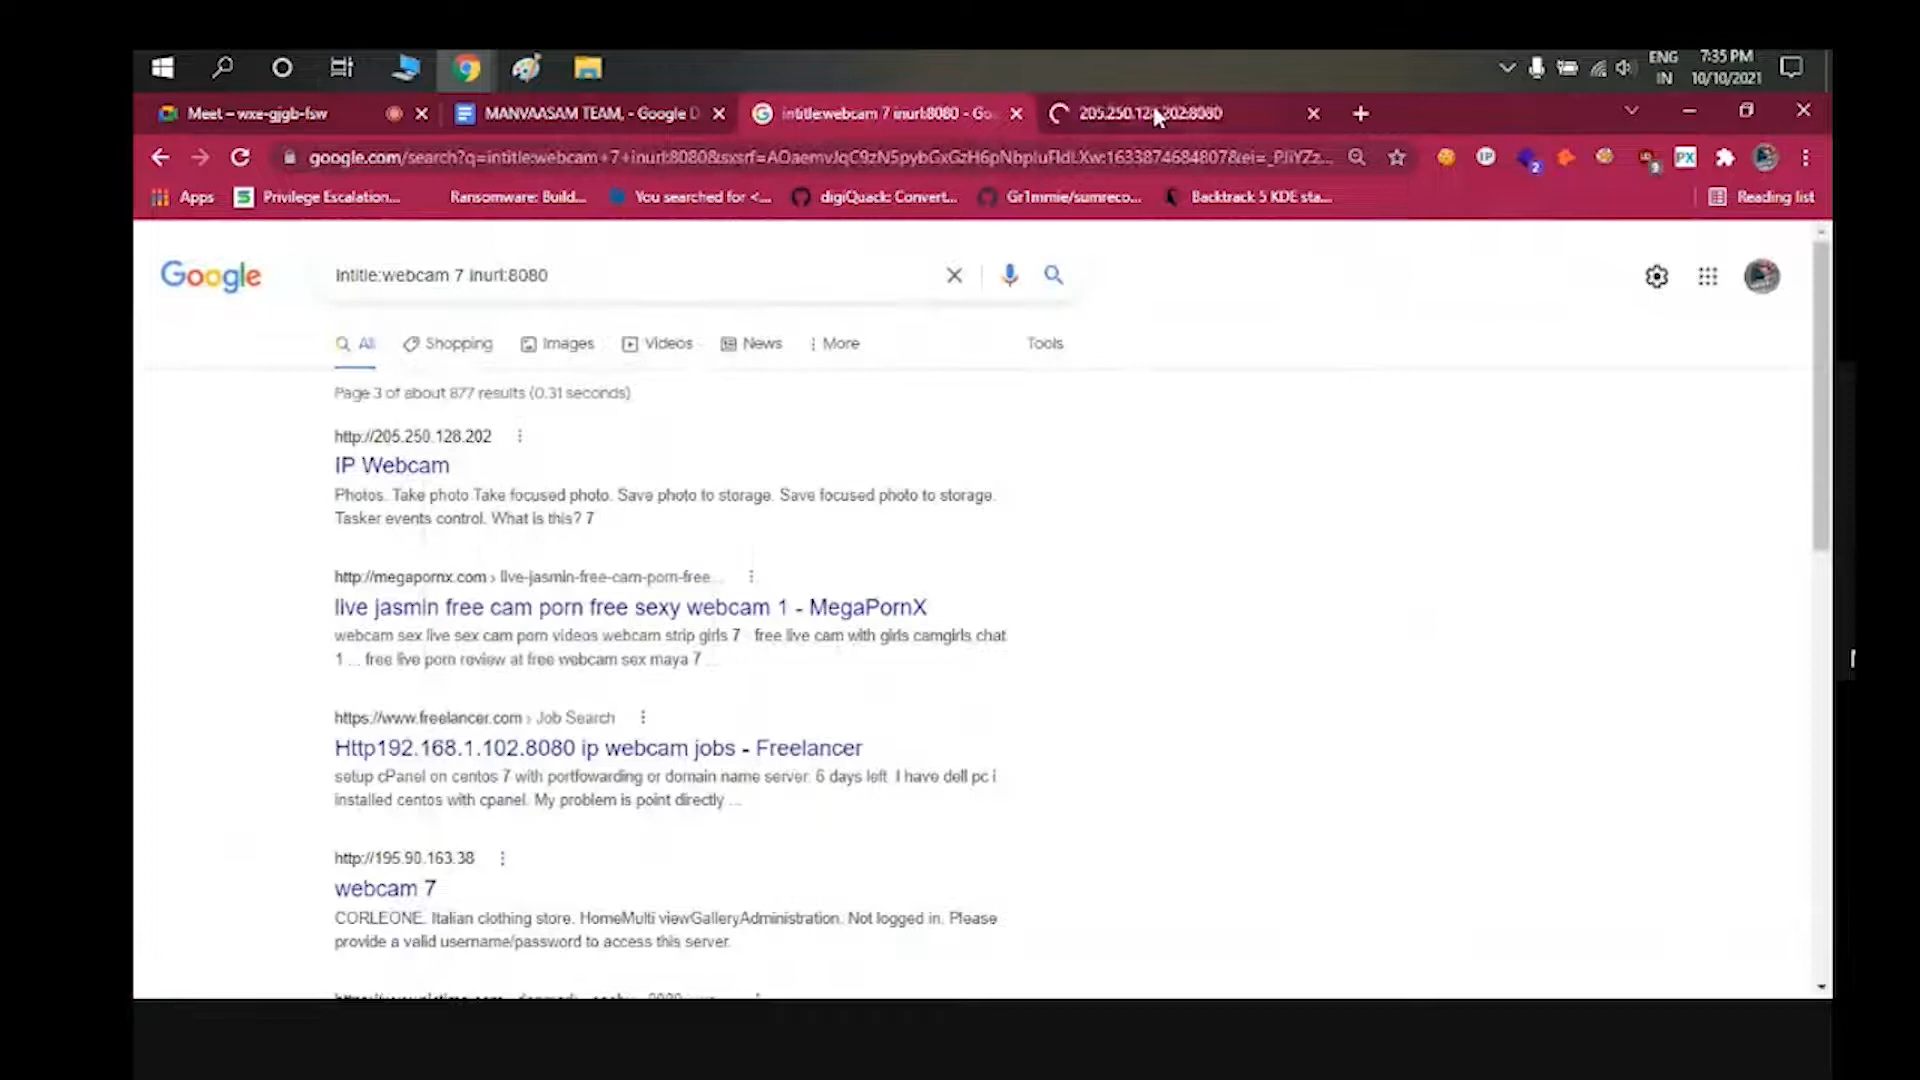 ENG
IN
7:35 PM
10/10/2021
Meet – wxe-gjgb-fsw
MANVAASAM TEAM, - Google D
intitle:webcam 7 inurl:8080 - Go
google.com/search?q=intitle:webcam+7+inurl:8080&sxsrf=
Apps
Privilege Escalation...
Ransomware: Build...
You searched for <...
digiQuack: Convert...
Gr1mmie/sumreco...
Backtrack 5 KDE sta...
Reading list
Google
intitle:webcam 7 inurl:8080
All
Shopping
Images
Videos
News
More
Tools
Page 3 of about 877 results (0.31 seconds)
http://205.250.128.202
IP Webcam
Photos. Take photo Take focused photo. Save photo to storage. Save focused photo to storage.
Tasker events control. What is this? 7
http://megapornx.com › live-jasmin-free-cam-porn-free...
live jasmin free cam porn free sexy webcam 1 - MegaPornX
webcam sex live sex cam porn videos webcam strip girls 7 free live cam with girls camgirls chat
1 ... free live porn review at free webcam sex maya 7 ...
https://www.freelancer.com › Job Search
Http192.168.1.102.8080 ip webcam jobs - Freelancer
setup cPanel on centos 7 with portfowarding or domain name server. 6 days left. I have dell pc i
installed centos with cpanel. My problem is point directly ...
http://195.90.163.38
webcam 7
CORLEONE. Italian clothing store. HomeMulti viewGalleryAdministration. Not logged in. Please
provide a valid username/password to access this server.